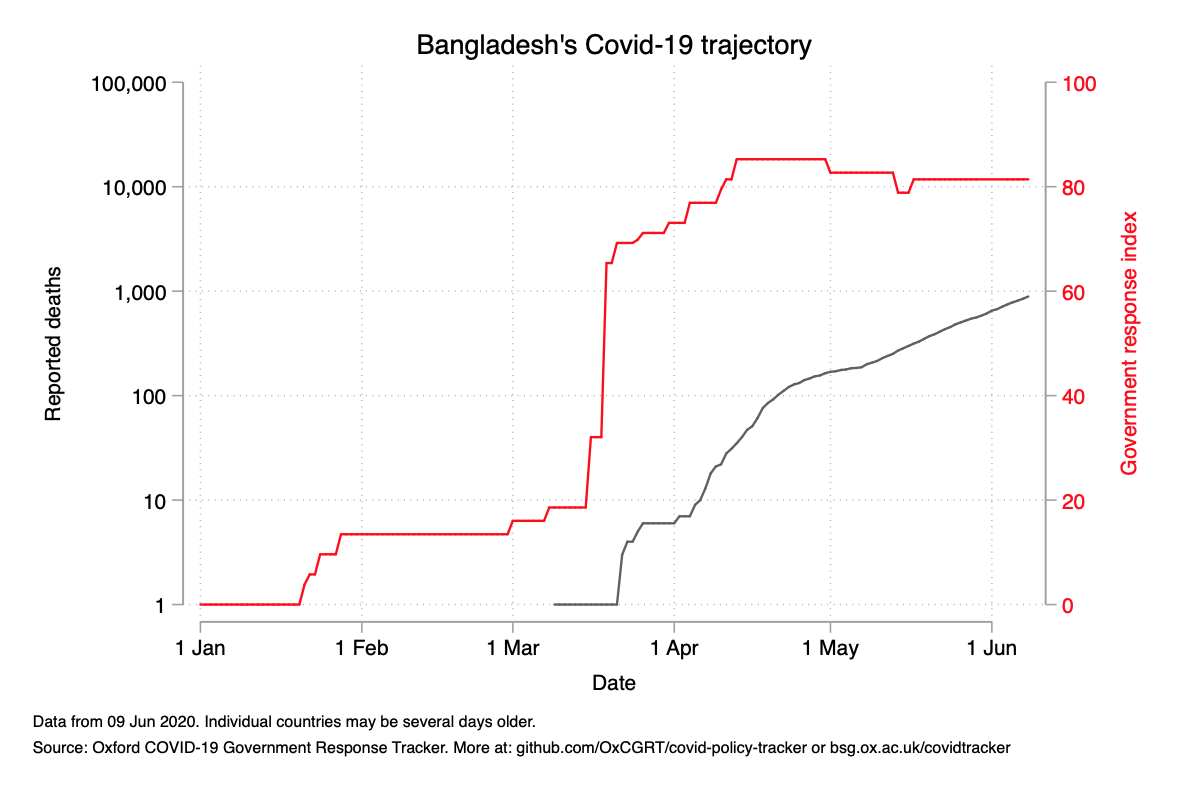 Bangladesh's Covid-19 trajectory
100,000
10,000
1,000
100
10
1
Reported deaths
100
80
60
40
20
0
Government response index
1 Jan
1 Feb
1 Mar
1 Apr
1 May
1 Jun
Date
Data from 09 Jun 2020. Individual countries may be several days older.
Source: Oxford COVID-19 Government Response Tracker. More at: github.com/OxCGRT/covid-policy-tracker or bsg.ox.ac.uk/covidtracker